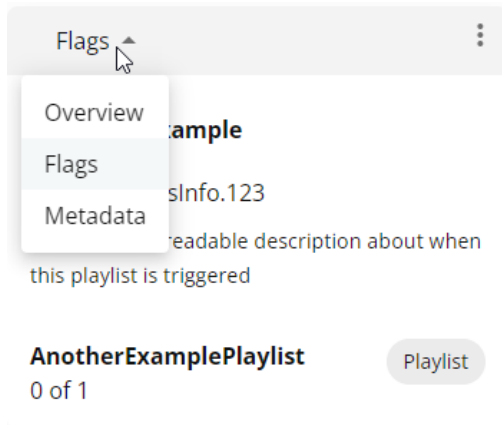 Flags
Overview
ample
Flags
sInfo.123
Metadata
readable description about when
this playlist is triggered
AnotherExamplePlaylist
Playlist
0 of 1